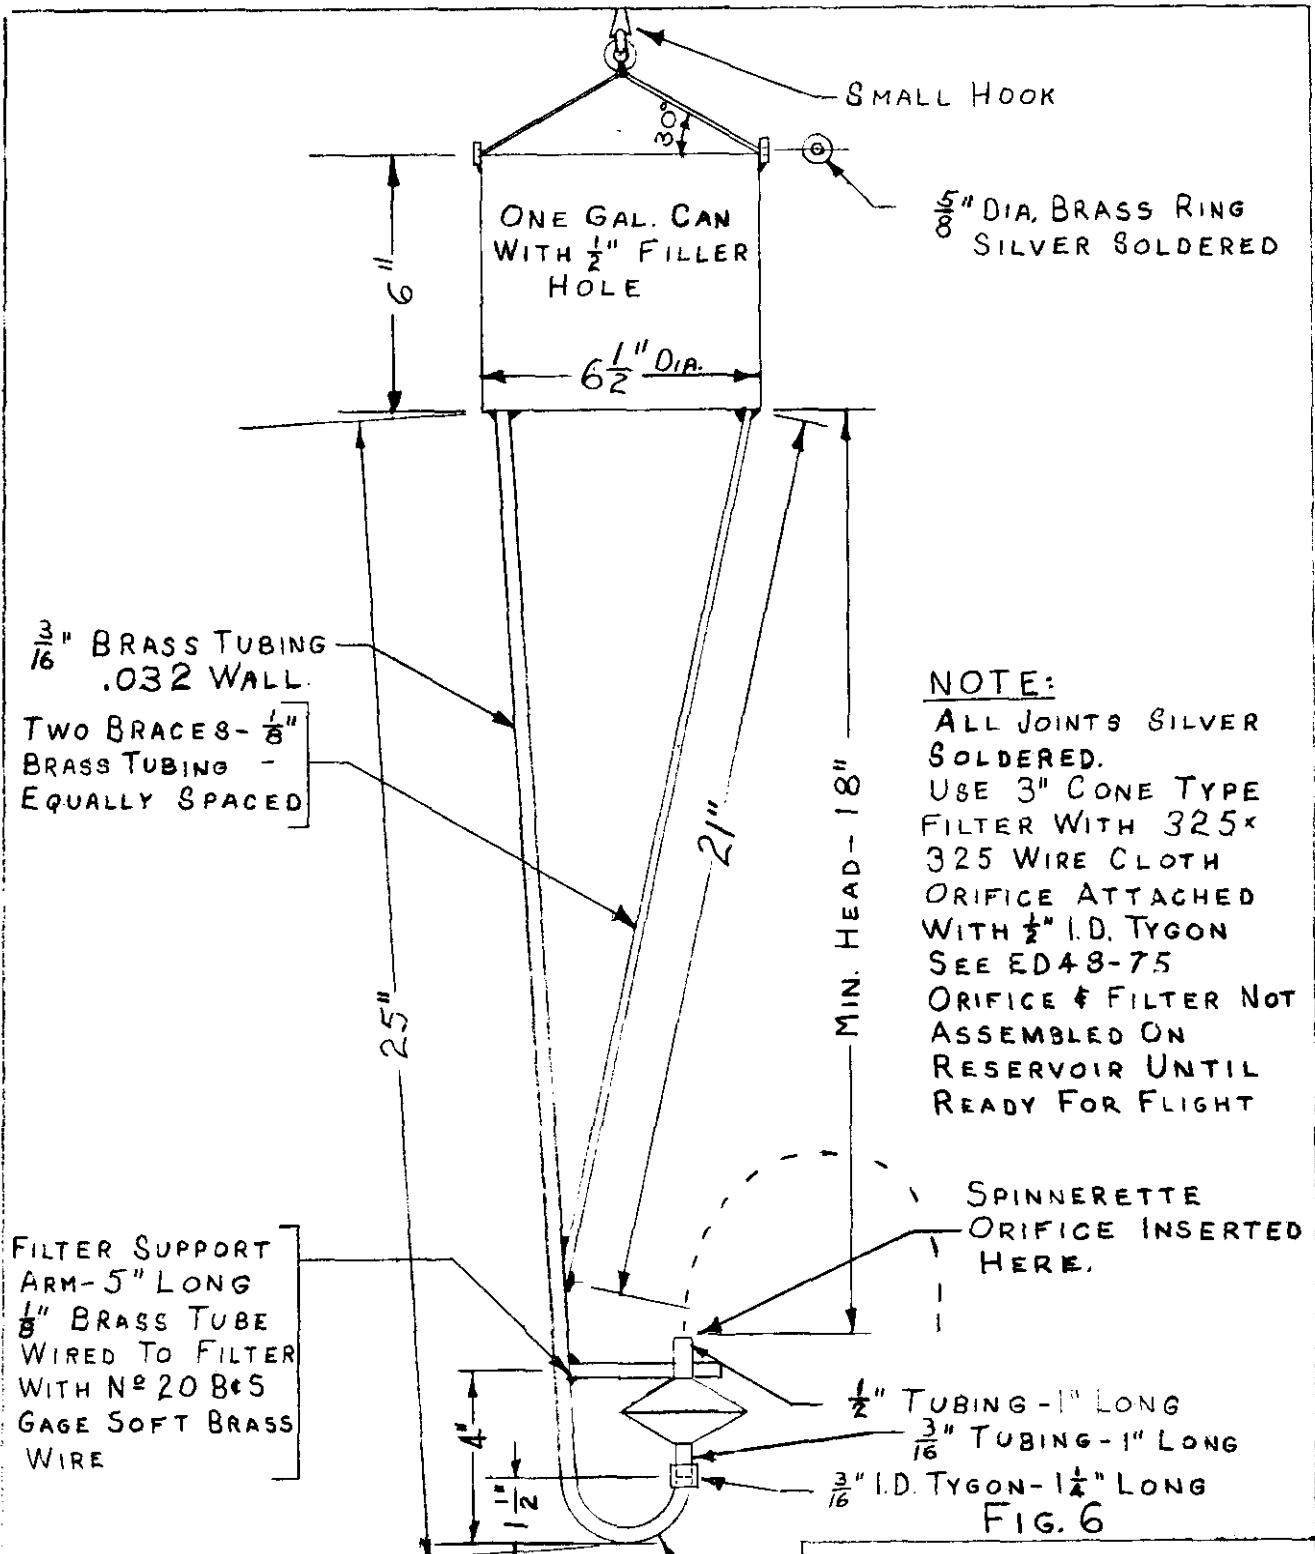 SMALL HOOK
30°
5/8" DIA. BRASS RING
SILVER SOLDERED
ONE GAL. CAN
WITH 1/2" FILLER
HOLE
6"
6 1/2" DIA.
3/16" BRASS TUBING
.032 WALL.
TWO BRACES - 1/8"
BRASS TUBING -
EQUALLY SPACED
25"
21"
MIN. HEAD - 18"
NOTE:
ALL JOINTS SILVER
SOLDERED.
USE 3" CONE TYPE
FILTER WITH 325×
325 WIRE CLOTH
ORIFICE ATTACHED
WITH 1/2" I.D. TYGON
SEE ED48-75
ORIFICE & FILTER NOT
ASSEMBLED ON
RESERVOIR UNTIL
READY FOR FLIGHT
SPINNERETTE
ORIFICE INSERTED
HERE.
FILTER SUPPORT
ARM - 5" LONG
1/8" BRASS TUBE
WIRED TO FILTER
WITH Nº 20 B&S
GAGE SOFT BRASS
WIRE
4"
1 1/2"
1/2" TUBING - 1" LONG
3/16" TUBING - 1" LONG
3/16" I.D. TYGON - 1 1/4" LONG
FIG. 6